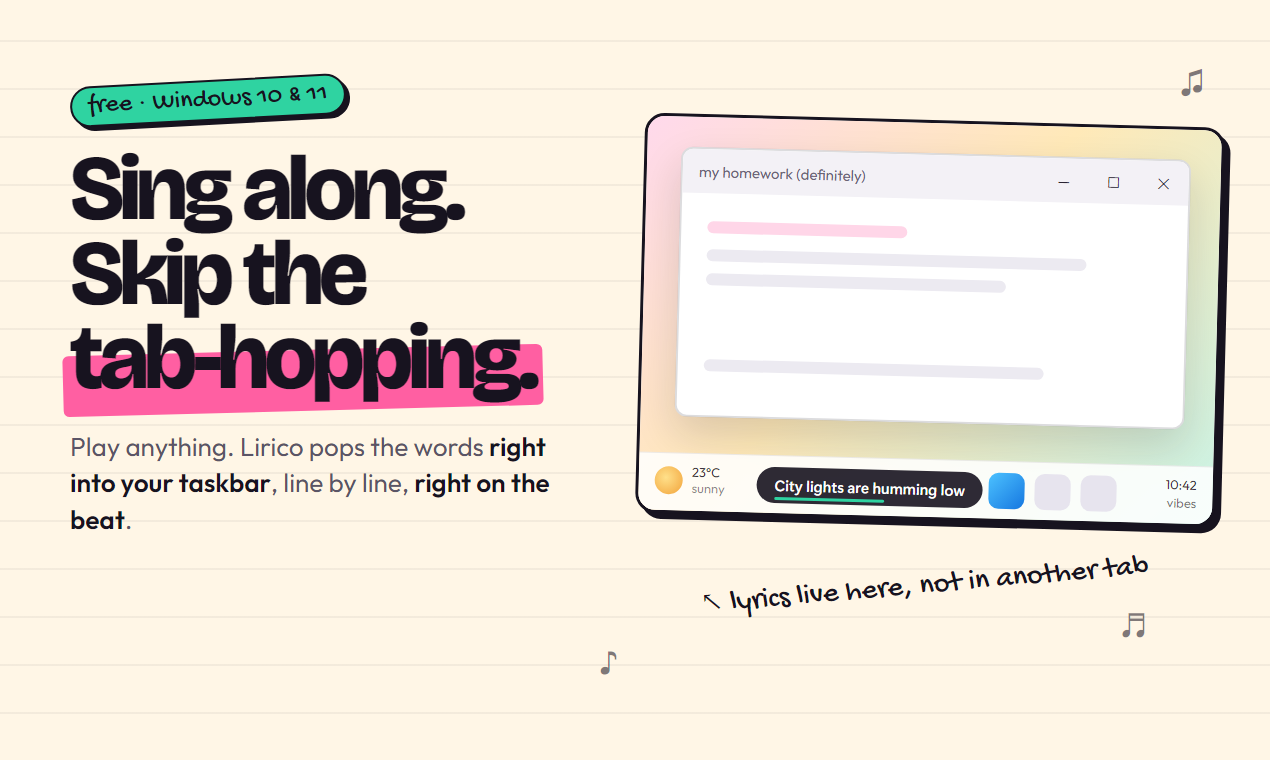 free · Windows 10 & 11
Sing along.
Skip the
tab-hopping.
Play anything. Lirico pops the words right
into your taskbar, line by line, right on the
beat.
my homework (definitely)
23°C
sunny
City lights are humming low
10:42
vibes
↖ lyrics live here, not in another tab